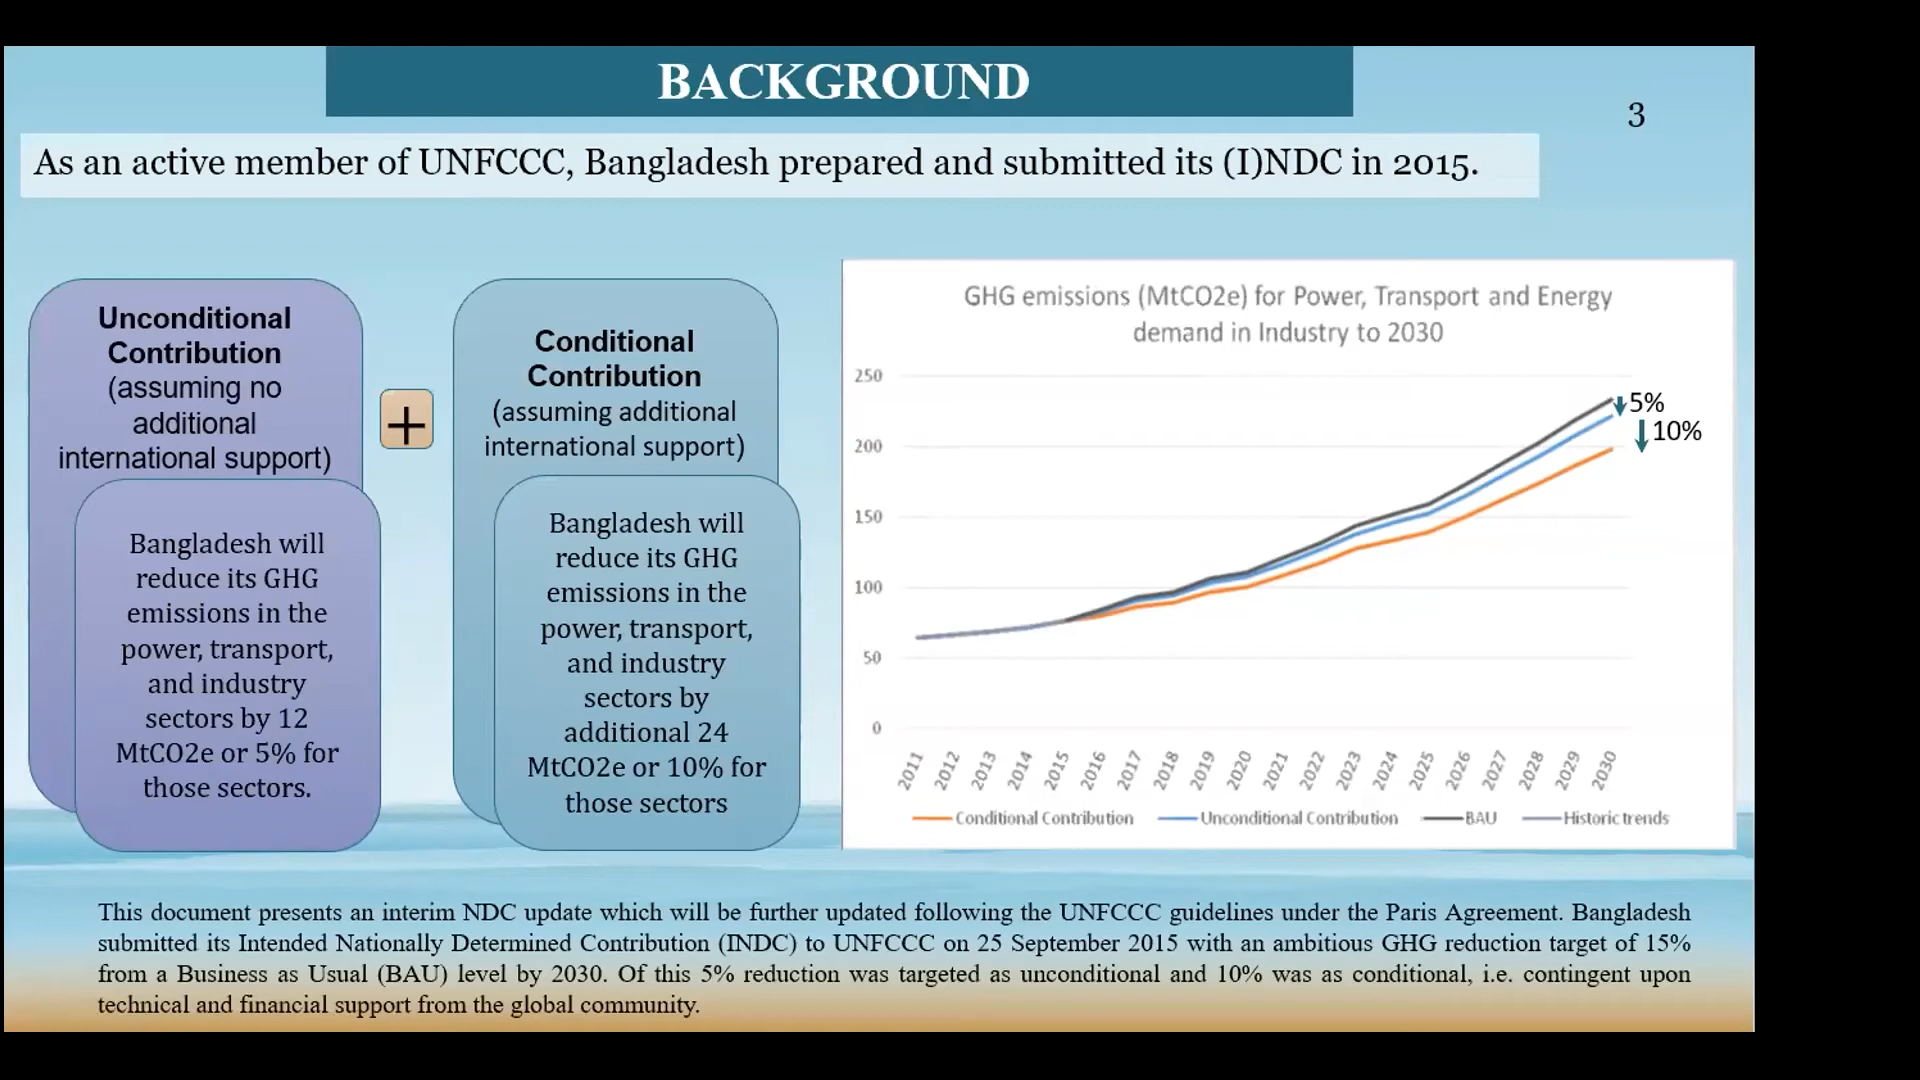 BACKGROUND
3
As an active member of UNFCCC, Bangladesh prepared and submitted its (I)NDC in 2015.
Unconditional
Contribution
(assuming no
additional
international support)
Bangladesh will
reduce its GHG
emissions in the
power, transport,
and industry
sectors by 12
MtCO2e or 5% for
those sectors.
+
Conditional
Contribution
(assuming additional
international support)
Bangladesh will
reduce its GHG
emissions in the
power, transport,
and industry
sectors by
additional 24
MtCO2e or 10% for
those sectors
GHG emissions (MtCO2e) for Power, Transport and Energy
demand in Industry to 2030
250
200
150
100
50
0
5%
10%
2011 2012 2013 2014 2015 2016 2017 2018 2019 2020 2021 2022 2023 2024 2025 2026 2027 2028 2029 2030
Conditional Contribution Unconditional Contribution BAU Historic trends
This document presents an interim NDC update which will be further updated following the UNFCCC guidelines under the Paris Agreement. Bangladesh
submitted its Intended Nationally Determined Contribution (INDC) to UNFCCC on 25 September 2015 with an ambitious GHG reduction target of 15%
from a Business as Usual (BAU) level by 2030. Of this 5% reduction was targeted as unconditional and 10% was as conditional, i.e. contingent upon
technical and financial support from the global community.